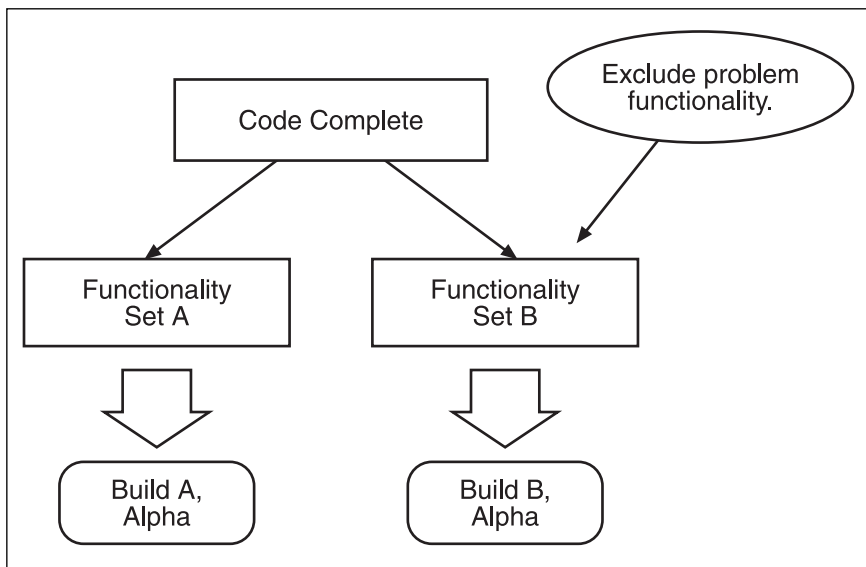 Exclude problem
functionality.
Code Complete
Functionality
Set A
Functionality
Set B
Build A,
Alpha
Build B,
Alpha